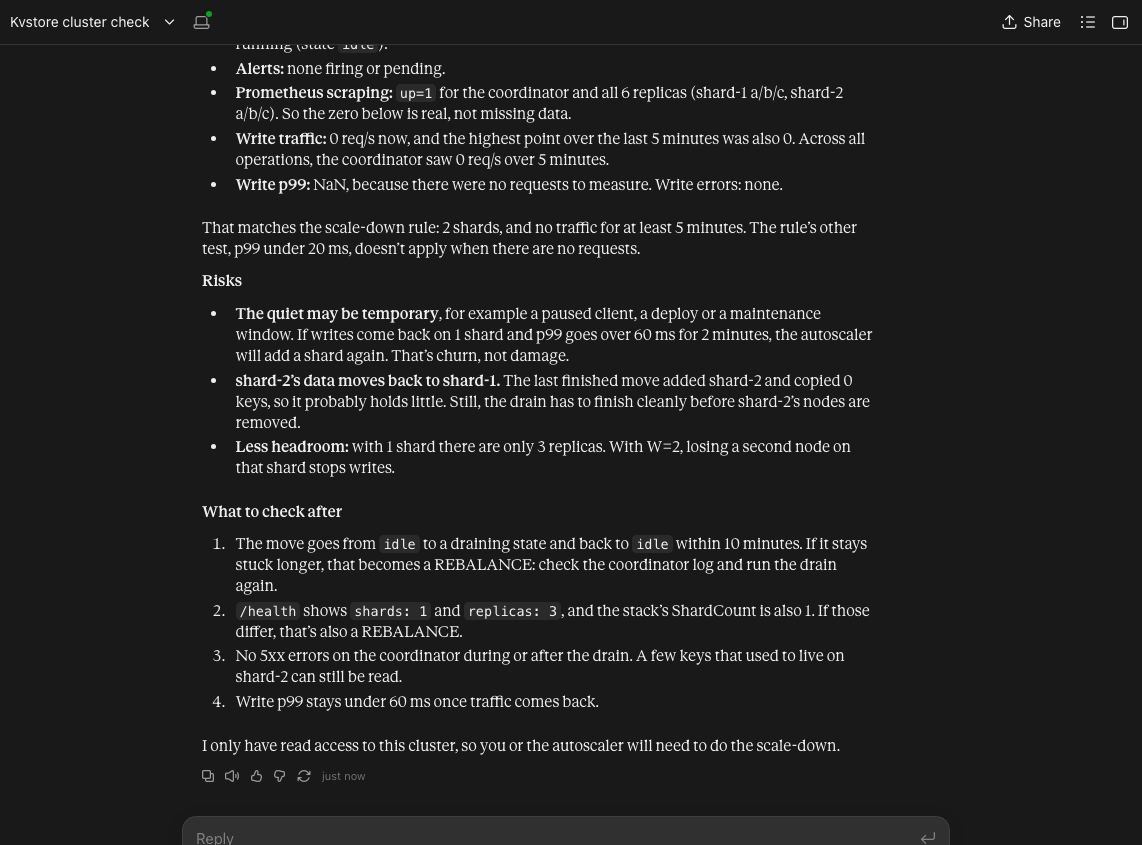 Kvstore cluster check
Share
running (state idle).
• Alerts: none firing or pending.
• Prometheus scraping: up=1 for the coordinator and all 6 replicas (shard-1 a/b/c, shard-2
a/b/c). So the zero below is real, not missing data.
• Write traffic: 0 req/s now, and the highest point over the last 5 minutes was also 0. Across all
operations, the coordinator saw 0 req/s over 5 minutes.
• Write p99: NaN, because there were no requests to measure. Write errors: none.
That matches the scale-down rule: 2 shards, and no traffic for at least 5 minutes. The rule’s other
test, p99 under 20 ms, doesn’t apply when there are no requests.
Risks
• The quiet may be temporary, for example a paused client, a deploy or a maintenance
window. If writes come back on 1 shard and p99 goes over 60 ms for 2 minutes, the autoscaler
will add a shard again. That’s churn, not damage.
• shard-2’s data moves back to shard-1. The last finished move added shard-2 and copied 0
keys, so it probably holds little. Still, the drain has to finish cleanly before shard-2’s nodes are
removed.
• Less headroom: with 1 shard there are only 3 replicas. With W=2, losing a second node on
that shard stops writes.
What to check after
1. The move goes from idle to a draining state and back to idle within 10 minutes. If it stays
stuck longer, that becomes a REBALANCE: check the coordinator log and run the drain
again.
2. /health shows shards: 1 and replicas: 3, and the stack’s ShardCount is also 1. If those
differ, that’s also a REBALANCE.
3. No 5xx errors on the coordinator during or after the drain. A few keys that used to live on
shard-2 can still be read.
4. Write p99 stays under 60 ms once traffic comes back.
I only have read access to this cluster, so you or the autoscaler will need to do the scale-down.
just now
Reply